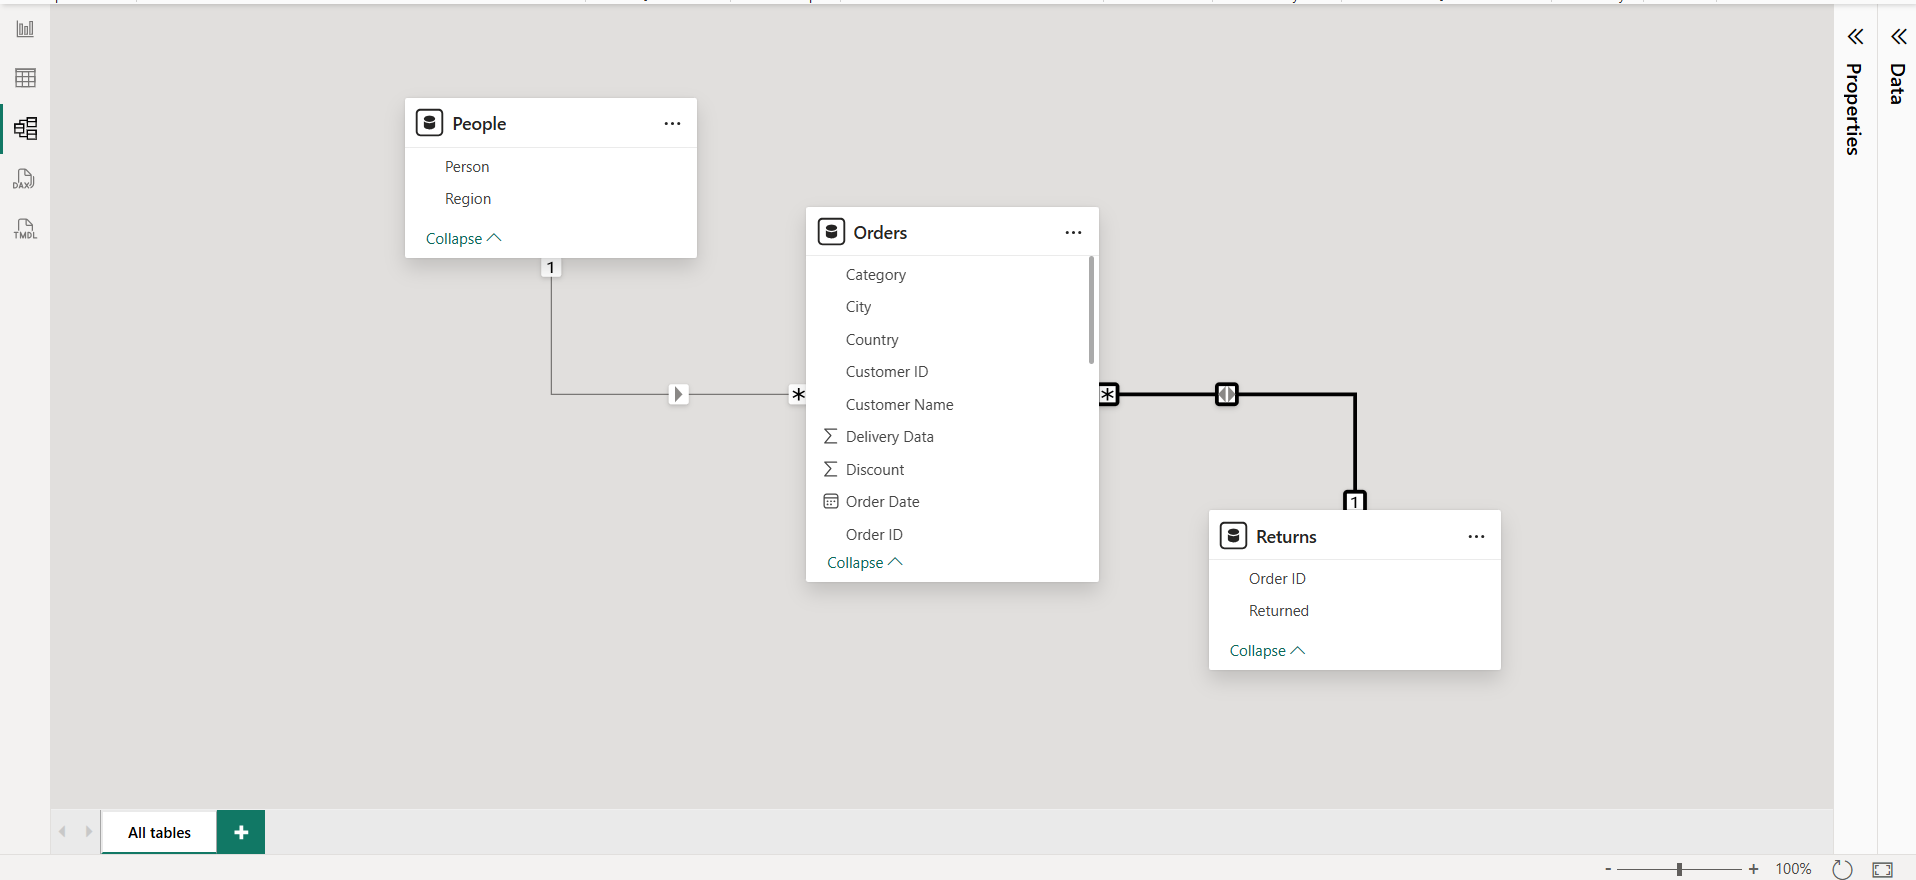 People
Person
Region
Collapse
1
*
Orders
Category
City
Country
Customer ID
Customer Name
Delivery Data
Discount
Order Date
Order ID
Collapse
*
1
Returns
Order ID
Returned
Collapse
Properties
Data
DAX
TMDL
All tables
+
- + 100%